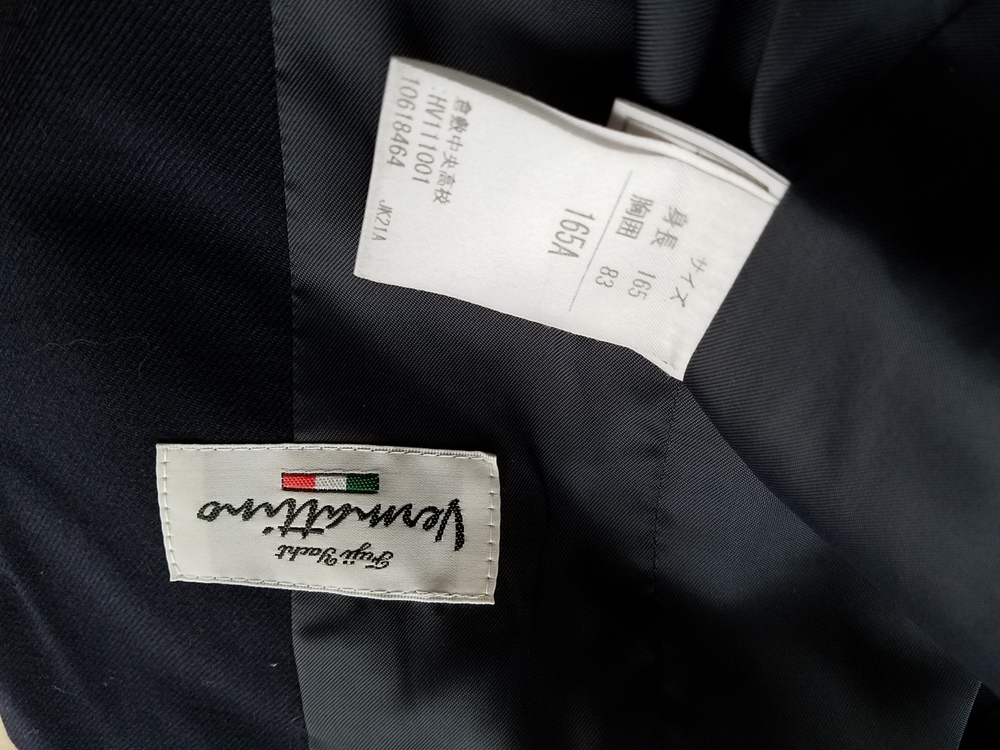 サイズ
身長 165
胸囲 83
165A
倉敷中央高校
:HV111001
10618464 JK21A
Fuji Yacht
Vermattino